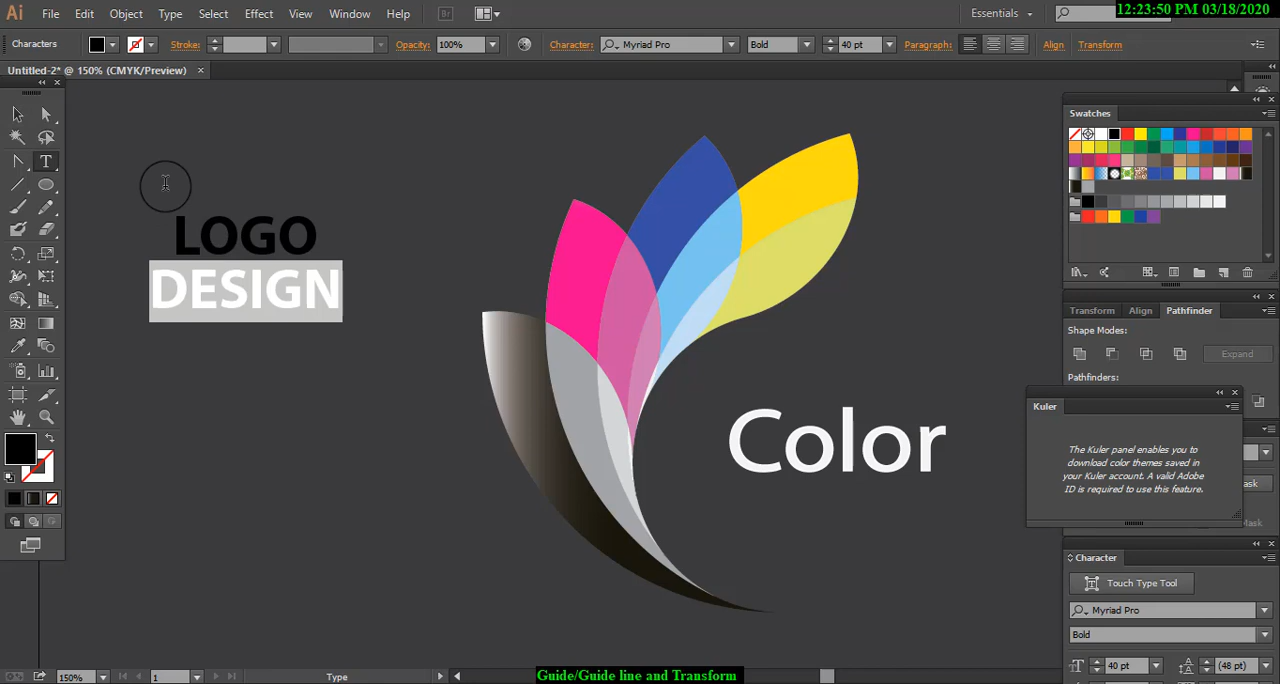 Ai File Edit Object Type Select Effect View Window Help Br Essentials
12:23:50 PM 03/18/2020
Characters Stroke: Opacity: 100% Character: Myriad Pro Bold 40 pt Paragraph: Align Transform
Untitled-2* @ 150% (CMYK/Preview) ×
Swatches
LOGO
DESIGN
Color
Transform Align Pathfinder
Shape Modes:
Expand
Pathfinders:
Kuler
The Kuler panel enables you to
download color themes saved in
your Kuler account. A valid Adobe
ID is required to use this feature.
ask
Mask
Character
Touch Type Tool
Myriad Pro
Bold
40 pt (48 pt)
150% 1 Type
Guide/Guide line and Transform